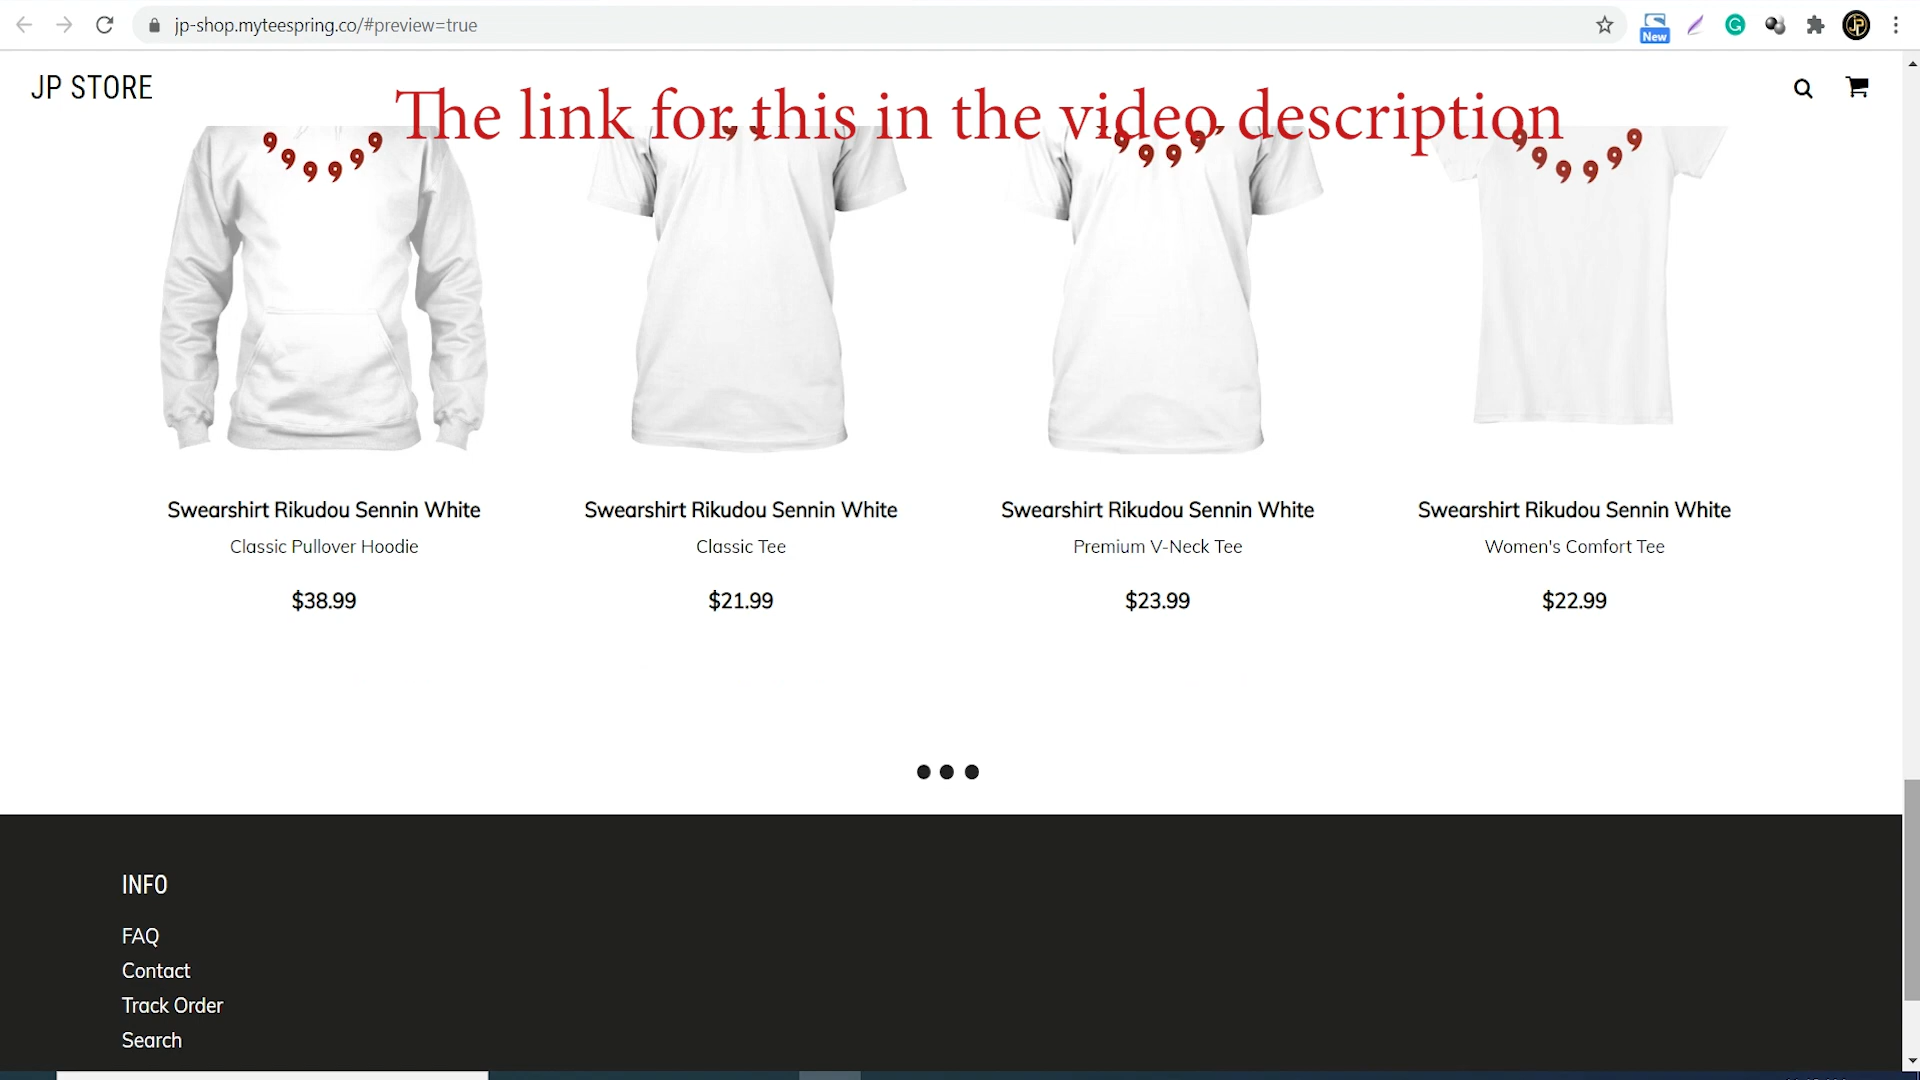 jp-shop.myteespring.co/#preview=true
New
JP STORE
The link for this in the video description
Swearshirt Rikudou Sennin White
Classic Pullover Hoodie
$38.99
Swearshirt Rikudou Sennin White
Classic Tee
$21.99
Swearshirt Rikudou Sennin White
Premium V-Neck Tee
$23.99
Swearshirt Rikudou Sennin White
Women's Comfort Tee
$22.99
INFO
FAQ
Contact
Track Order
Search